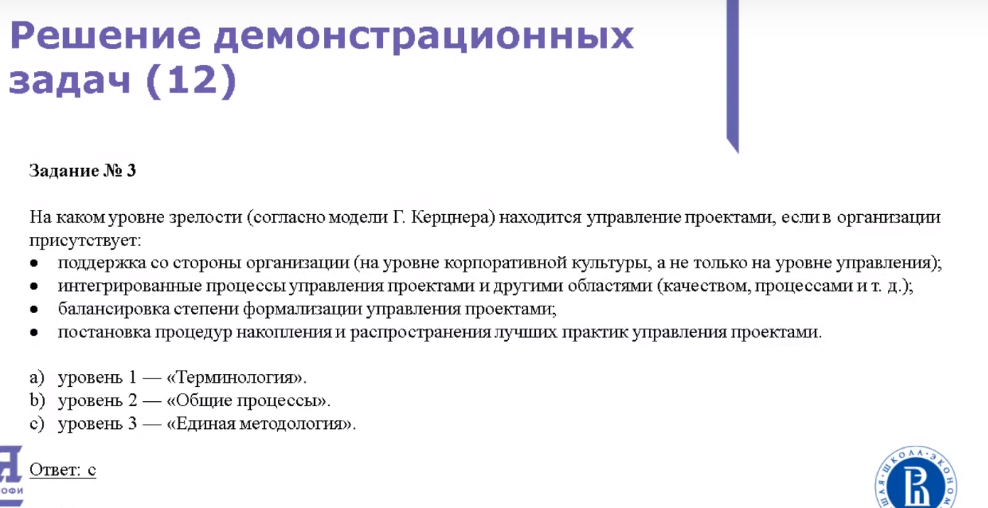 Решение демонстрационных
задач (12)
Задание № 3
На каком уровне зрелости (согласно модели Г. Керцнера) находится управление проектами, если в организации
присутствует:
• поддержка со стороны организации (на уровне корпоративной культуры, а не только на уровне управления);
• интегрированные процессы управления проектами и другими областями (качеством, процессами и т. д.);
• балансировка степени формализации управления проектами;
• постановка процедур накопления и распространения лучших практик управления проектами.
a) уровень 1 — «Терминология».
b) уровень 2 — «Общие процессы».
c) уровень 3 — «Единая методология».
Ответ: c
Я
ОФИ
ШКОЛА